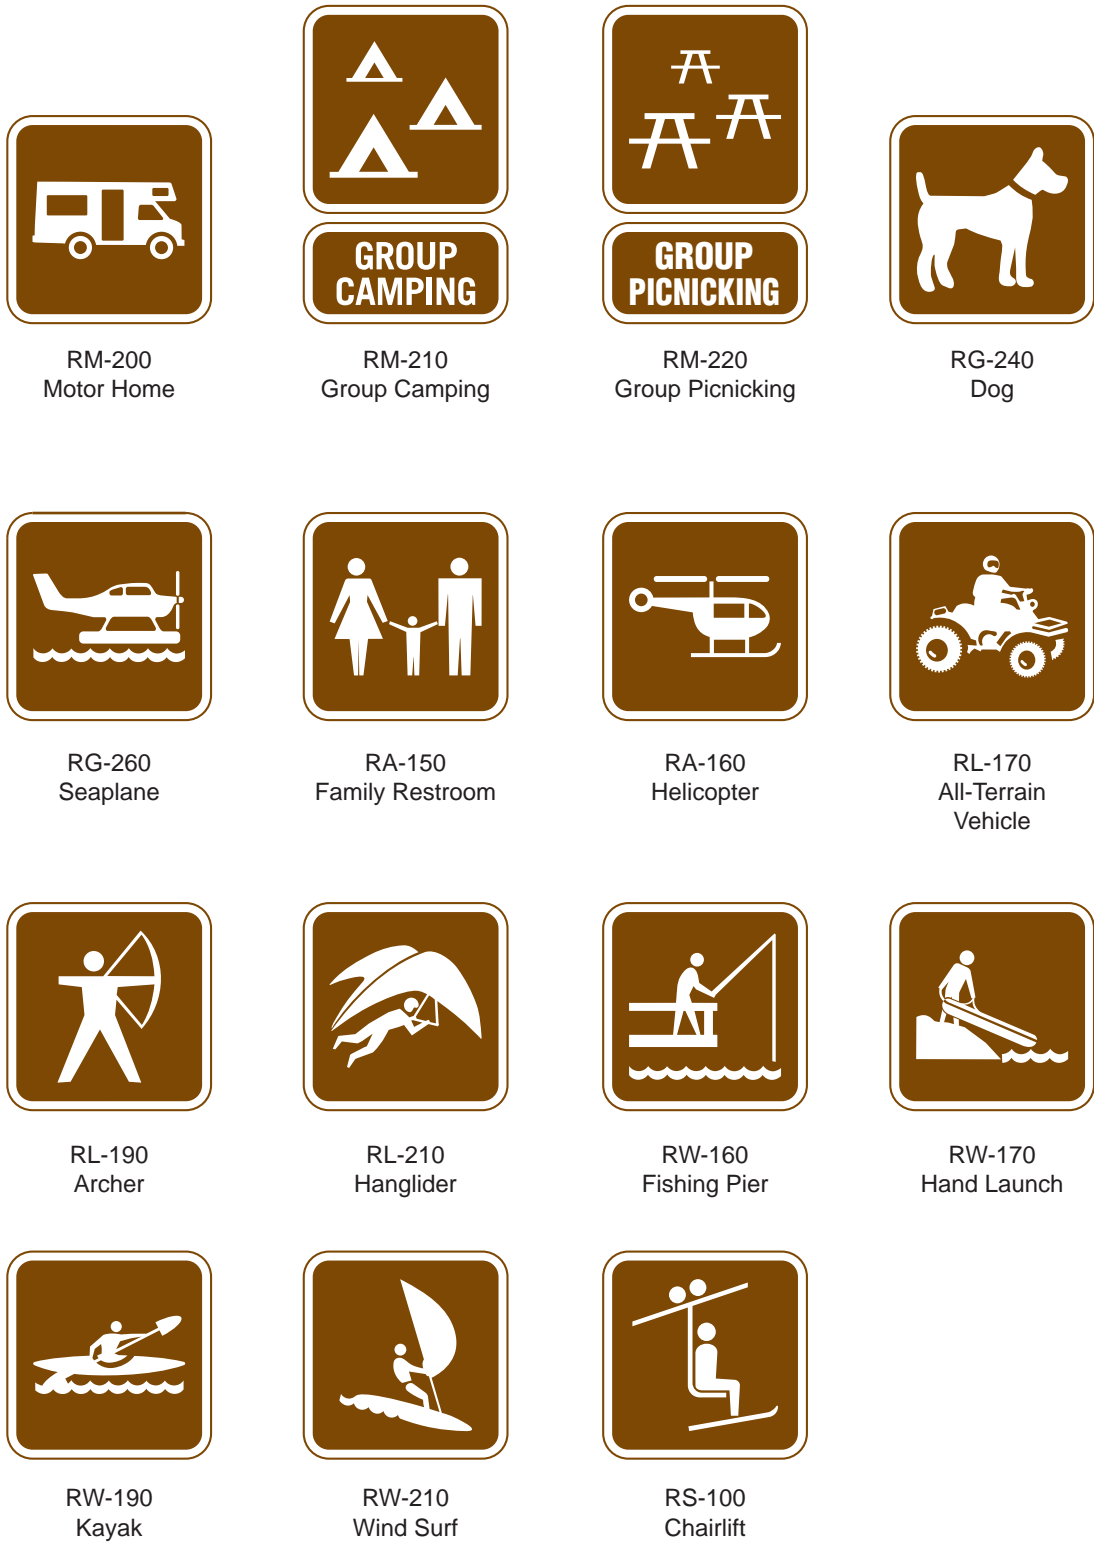 GROUP
CAMPING
GROUP
PICNICKING
RM-200
Motor Home
RM-210
Group Camping
RM-220
Group Picnicking
RG-240
Dog
RG-260
Seaplane
RA-150
Family Restroom
RA-160
Helicopter
RL-170
All-Terrain
Vehicle
RL-190
Archer
RL-210
Hanglider
RW-160
Fishing Pier
RW-170
Hand Launch
RW-190
Kayak
RW-210
Wind Surf
RS-100
Chairlift